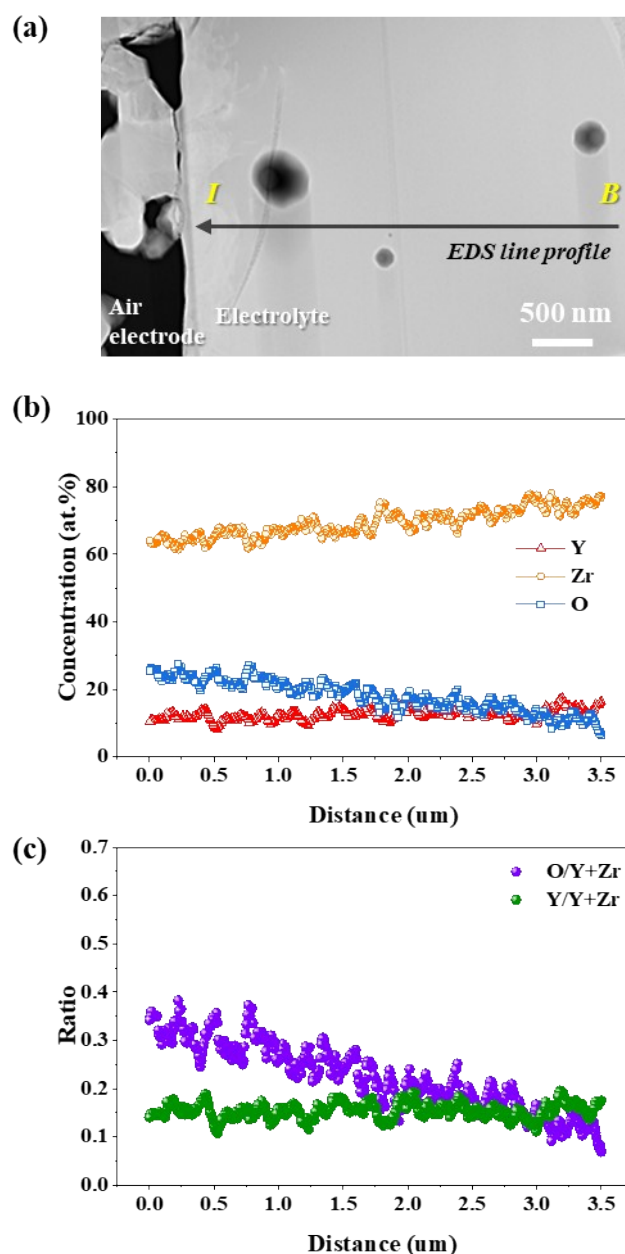 (a)
I
B
EDS line profile
Air
electrode
Electrolyte
500 nm
(b)
100
80
60
40
20
0
Concentration (at.%)
Y
Zr
O
0.0 0.5 1.0 1.5 2.0 2.5 3.0 3.5
Distance (um)
(c)
0.7
0.6
0.5
0.4
0.3
0.2
0.1
0.0
Ratio
O/Y+Zr
Y/Y+Zr
0.0 0.5 1.0 1.5 2.0 2.5 3.0 3.5
Distance (um)